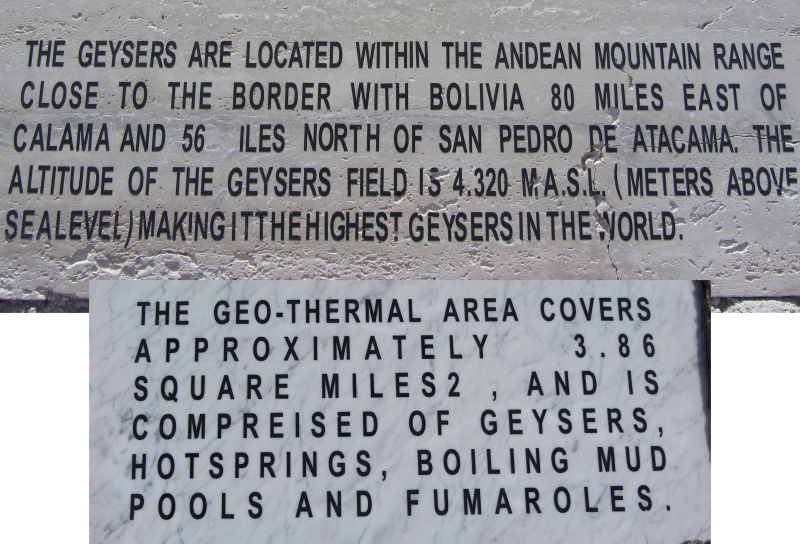 THE GEYSERS ARE LOCATED WITHIN THE ANDEAN MOUNTAIN RANGE
CLOSE TO THE BORDER WITH BOLIVIA 80 MILES EAST OF
CALAMA AND 56 ILES NORTH OF SAN PEDRO DE ATACAMA. THE
ALTITUDE OF THE GEYSERS FIELD IS 4.320 M.A.S.L. (METERS ABOVE
SEALEVEL) MAKING IT THE HIGHEST GEYSERS IN THE WORLD.
THE GEO-THERMAL AREA COVERS
APPROXIMATELY 3.86
SQUARE MILES2 , AND IS
COMPREISED OF GEYSERS,
HOTSPRINGS, BOILING MUD
POOLS AND FUMAROLES.